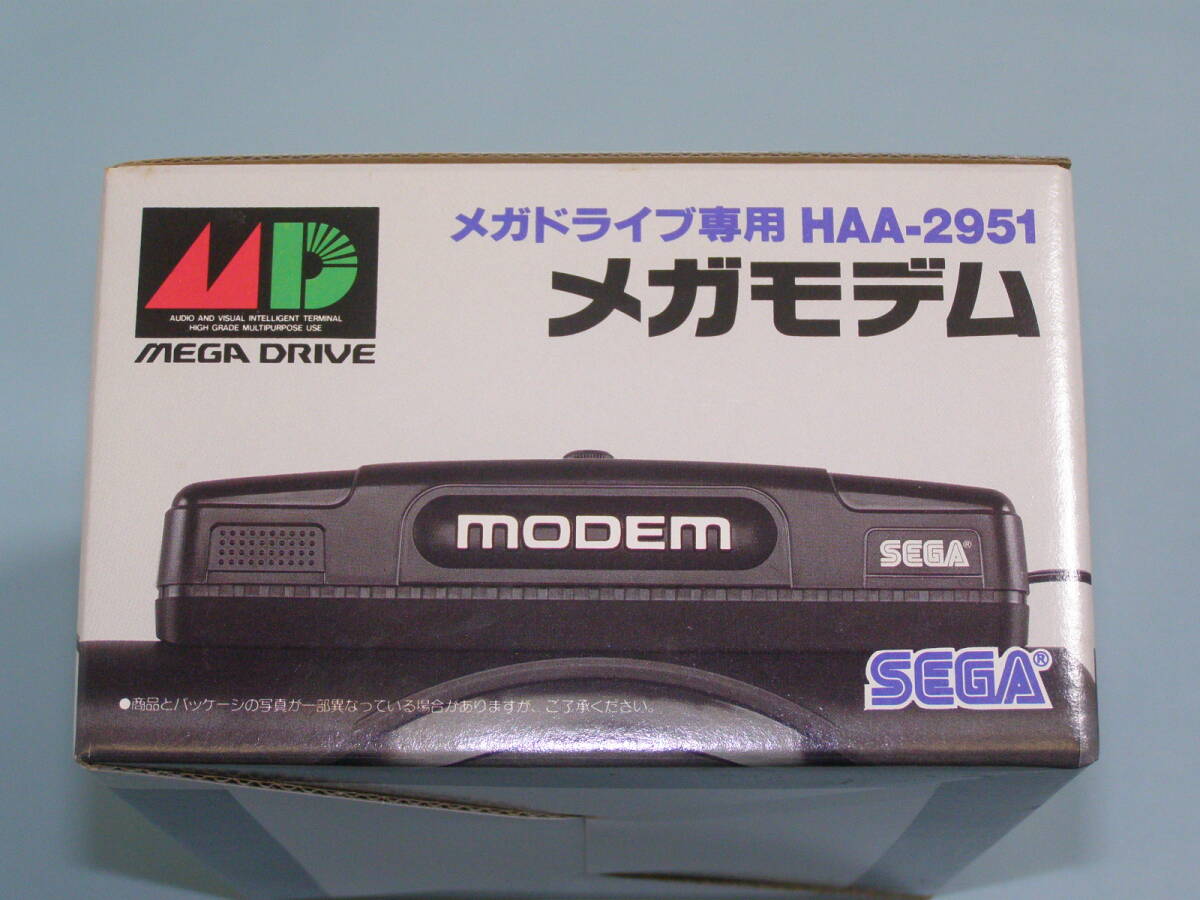 メガドライブ専用 HAA-2951
メガモデム
MD
AUDIO AND VISUAL INTELLIGENT TERMINAL
HIGH GRADE MULTIPURPOSE USE
MEGA DRIVE
MODEM
SEGA®
SEGA®
●商品とパッケージの写真が一部異なっている場合がありますが、ご了承ください。